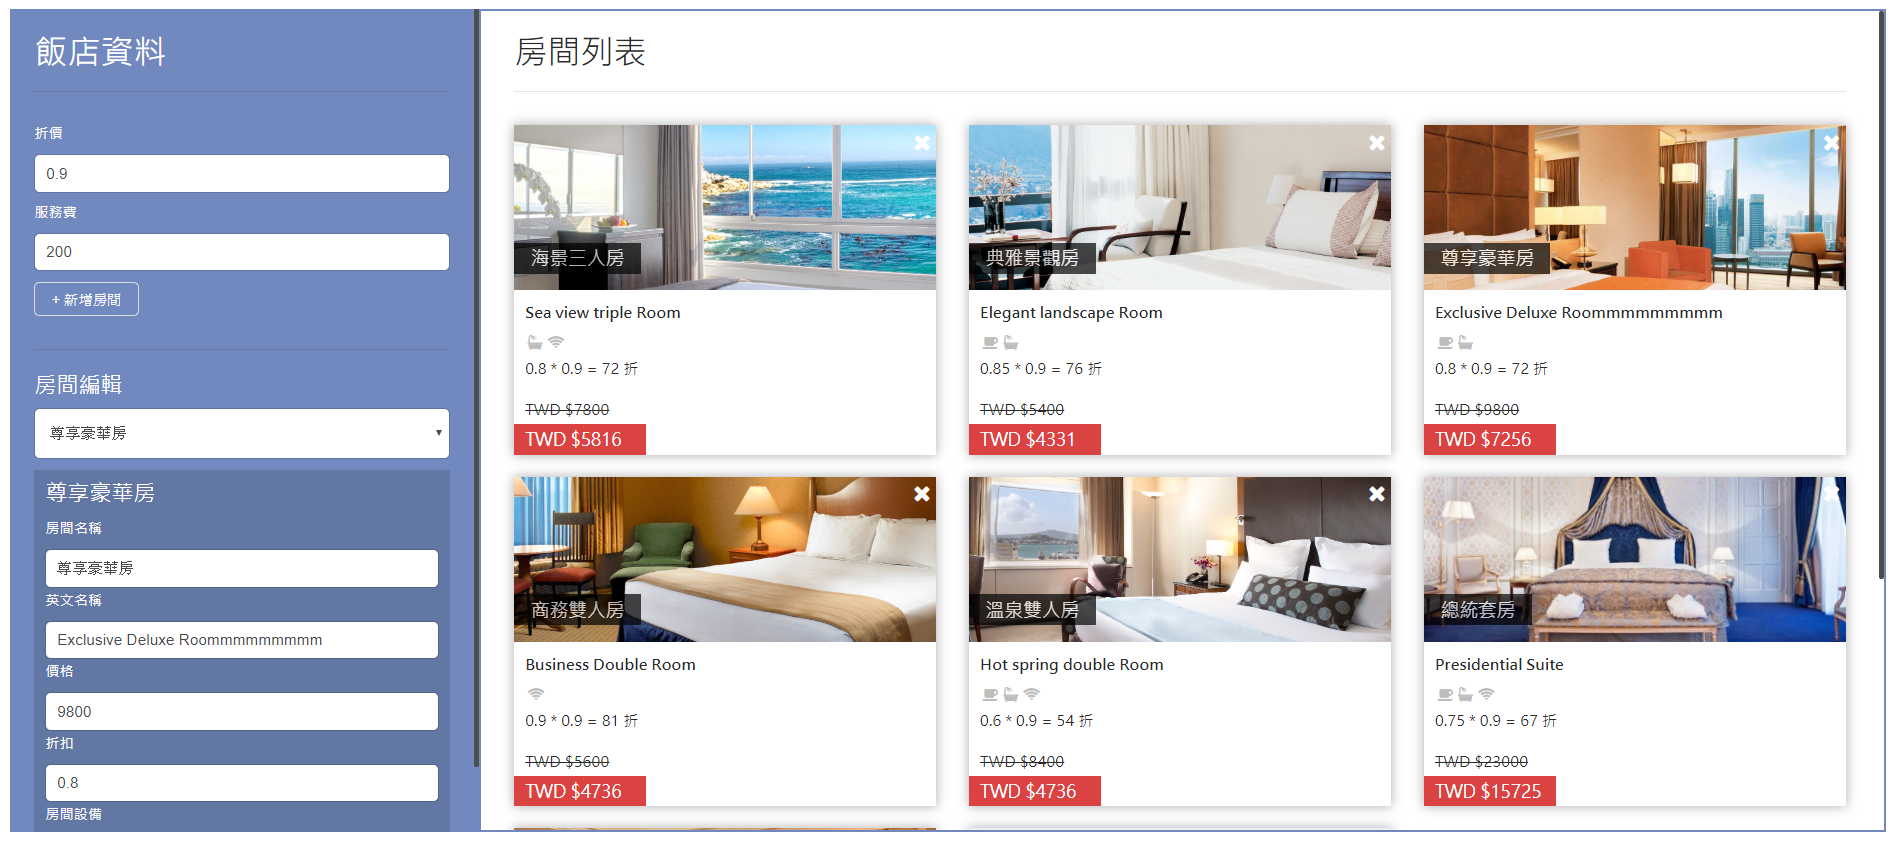 飯店資料
折價
0.9
服務費
200
+ 新增房間
房間編輯
尊享豪華房
尊享豪華房
房間名稱
尊享豪華房
英文名稱
Exclusive Deluxe Roommmmmmmmm
價格
9800
折扣
0.8
房間設備
房間列表
海景三人房
Sea view triple Room
0.8 * 0.9 = 72 折
TWD $7800
TWD $5816
典雅景觀房
Elegant landscape Room
0.85 * 0.9 = 76 折
TWD $5400
TWD $4331
尊享豪華房
Exclusive Deluxe Roommmmmmmmm
0.8 * 0.9 = 72 折
TWD $9800
TWD $7256
商務雙人房
Business Double Room
0.9 * 0.9 = 81 折
TWD $5600
TWD $4736
溫泉雙人房
Hot spring double Room
0.6 * 0.9 = 54 折
TWD $8400
TWD $4736
總統套房
Presidential Suite
0.75 * 0.9 = 67 折
TWD $23000
TWD $15725